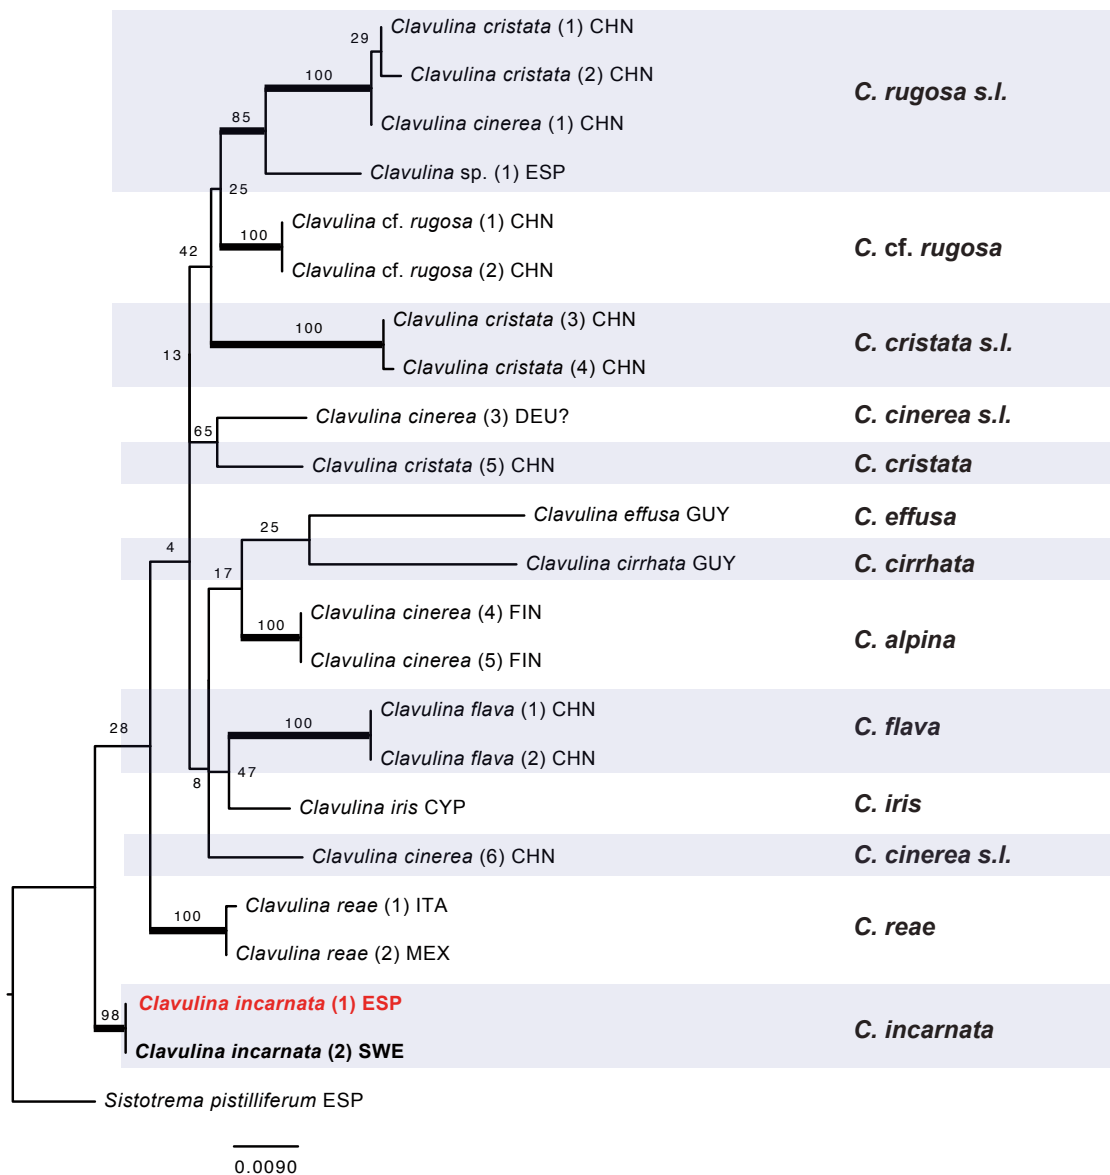 Clavulina cristata (1) CHN
29
Clavulina cristata (2) CHN
100
C. rugosa s.l.
Clavulina cinerea (1) CHN
85
Clavulina sp. (1) ESP
25
Clavulina cf. rugosa (1) CHN
100
C. cf. rugosa
42
Clavulina cf. rugosa (2) CHN
Clavulina cristata (3) CHN
100
C. cristata s.l.
13
Clavulina cristata (4) CHN
Clavulina cinerea (3) DEU?
C. cinerea s.l.
65
Clavulina cristata (5) CHN
C. cristata
Clavulina effusa GUY
C. effusa
25
4
Clavulina cirrhata GUY
C. cirrhata
17
Clavulina cinerea (4) FIN
100
C. alpina
Clavulina cinerea (5) FIN
Clavulina flava (1) CHN
100
C. flava
28
Clavulina flava (2) CHN
47
8
Clavulina iris CYP
C. iris
Clavulina cinerea (6) CHN
C. cinerea s.l.
Clavulina reae (1) ITA
100
C. reae
Clavulina reae (2) MEX
Clavulina incarnata (1) ESP
98
C. incarnata
Clavulina incarnata (2) SWE
Sistotrema pistilliferum ESP
0.0090